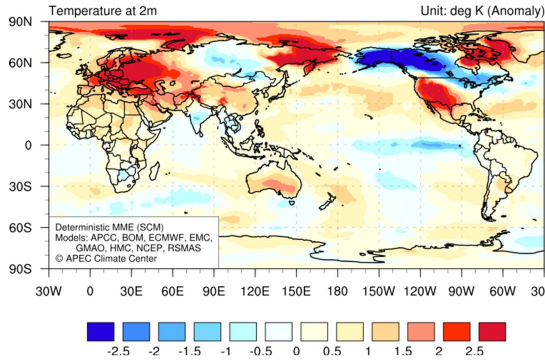 Temperature at 2m Unit: deg K (Anomaly)
90N
60N
30N
0
30S
60S
90S
Deterministic MME (SCM)
Models: APCC, BOM, ECMWF, EMC,
GMAO, HMC, NCEP, RSMAS
© APEC Climate Center
30W 0 30E 60E 90E 120E 150E 180 150W 120W 90W 60W 30
-2.5 -2 -1.5 -1 -0.5 0 0.5 1 1.5 2 2.5